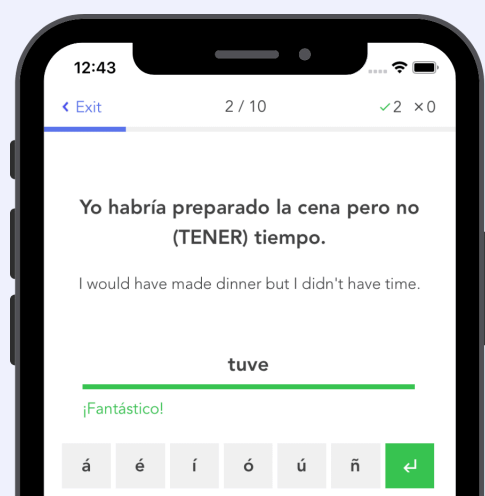 12:43
Exit 2 / 10 ✓2 ×0
Yo habría preparado la cena pero no
(TENER) tiempo.
I would have made dinner but I didn't have time.
tuve
¡Fantástico!
á é í ó ú ñ